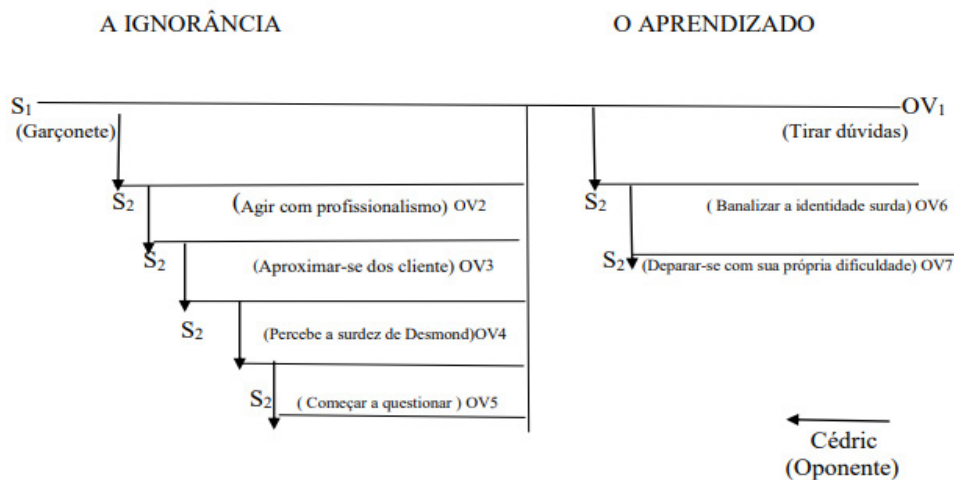 A IGNORÂNCIA O APRENDIZADO
S₁ OV₁
(Garçonete) (Tirar dúvidas)
S₂ (Agir com profissionalismo) OV2 S₂ ( Banalizar a identidade surda) OV6
S₂ (Aproximar-se dos cliente) OV3 S₂ (Deparar-se com sua própria dificuldade) OV7
S₂ (Percebe a surdez de Desmond)OV4
S₂ ( Começar a questionar ) OV5
Cédric
(Oponente)